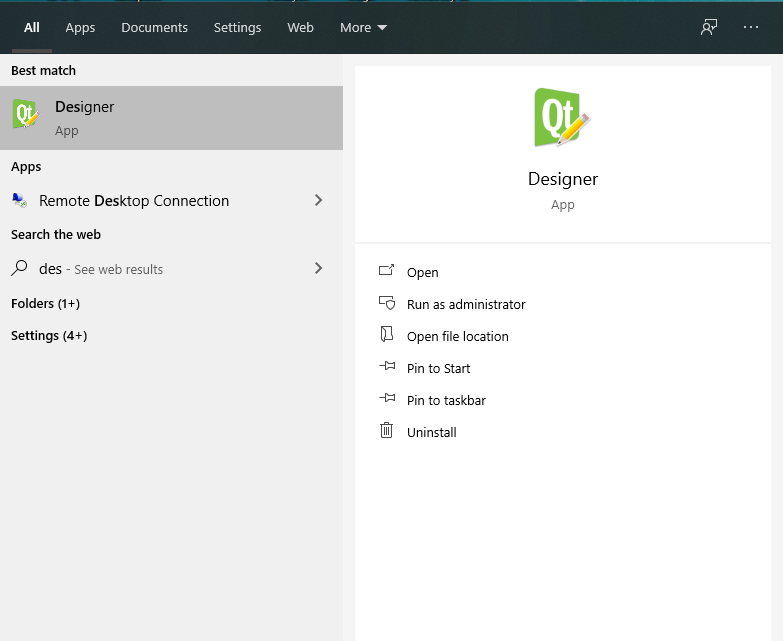 All Apps Documents Settings Web More
Best match
Designer
App
Apps
Remote Desktop Connection
Search the web
des - See web results
Folders (1+)
Settings (4+)
Qt
Qt
Designer
App
Open
Run as administrator
Open file location
Pin to Start
Pin to taskbar
Uninstall